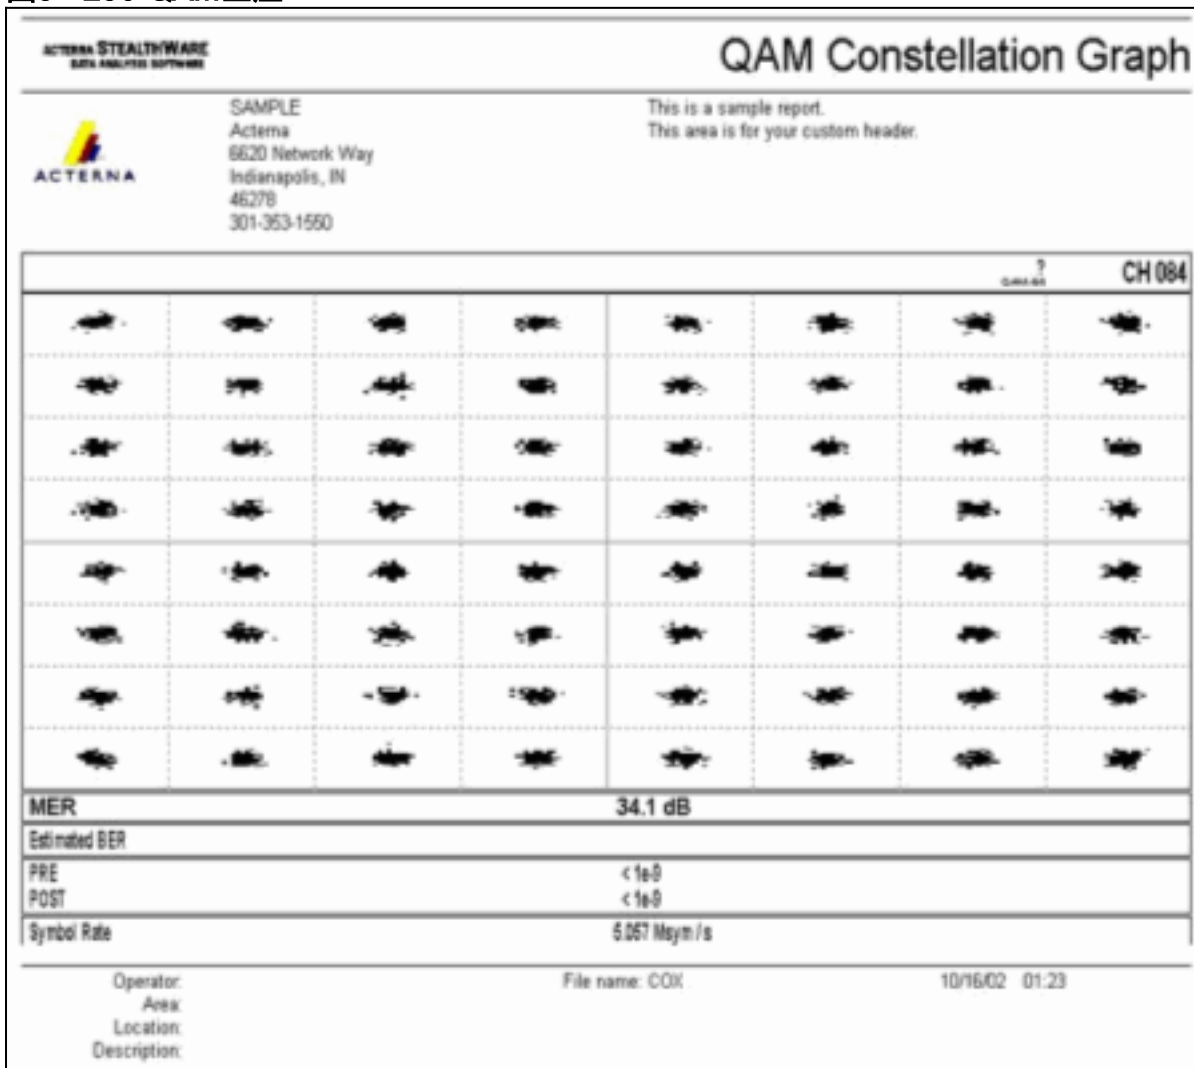 QAM Constellation Graph
ACTERNA STEALTHWARE
DATA ANALYSIS SOFTWARE
ACTERNA
SAMPLE
Acterna
6620 Network Way
Indianapolis, IN
46278
301-353-1550
This is a sample report.
This area is for your custom header.
?
CH 084
MER 34.1 dB
Estimated BER
PRE < 1e-9
POST < 1e-9
Symbol Rate 5.057 Msym / s
Operator:
Area:
Location:
Description:
File name: COX
10/16/02 01:23